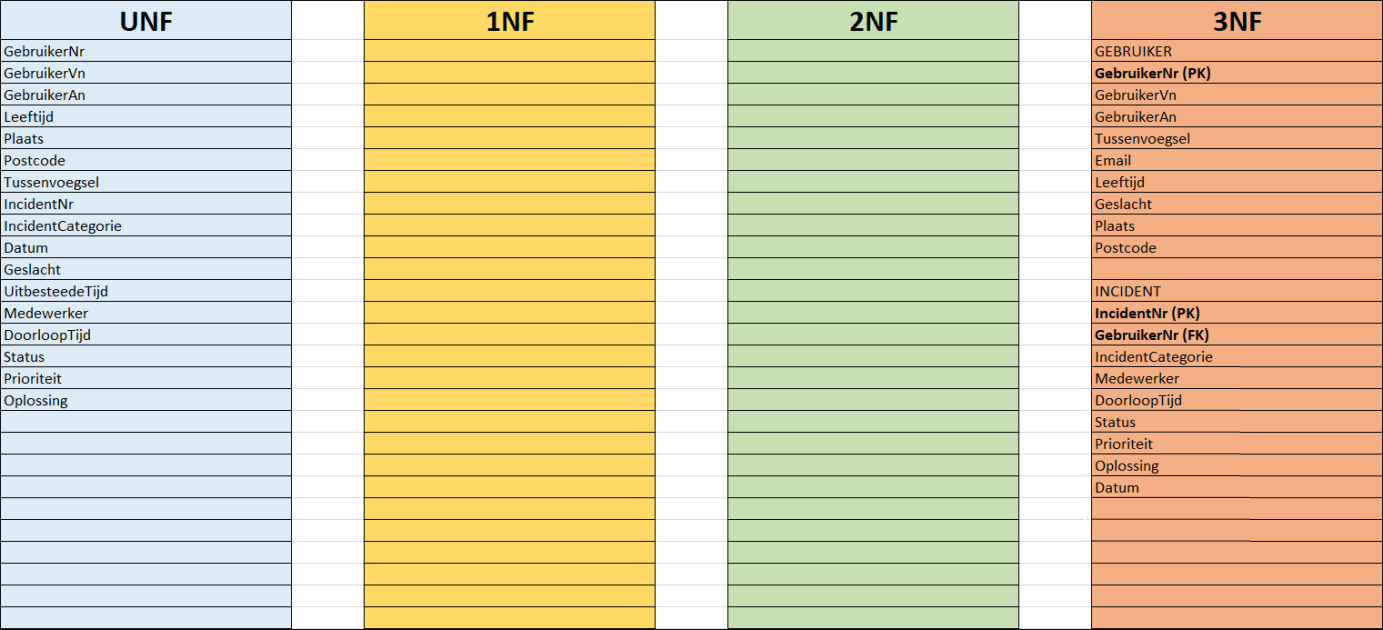 UNF
GebruikerNr
GebruikerVn
GebruikerAn
Leeftijd
Plaats
Postcode
Tussenvoegsel
IncidentNr
IncidentCategorie
Datum
Geslacht
UitbesteedeTijd
Medewerker
DoorloopTijd
Status
Prioriteit
Oplossing
1NF
2NF
3NF
GEBRUIKER
GebruikerNr (PK)
GebruikerVn
GebruikerAn
Tussenvoegsel
Email
Leeftijd
Geslacht
Plaats
Postcode
INCIDENT
IncidentNr (PK)
GebruikerNr (FK)
IncidentCategorie
Medewerker
DoorloopTijd
Status
Prioriteit
Oplossing
Datum